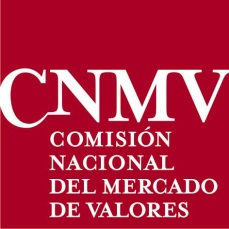 CNMV
COMISIÓN
NACIONAL
DEL MERCADO
DE VALORES